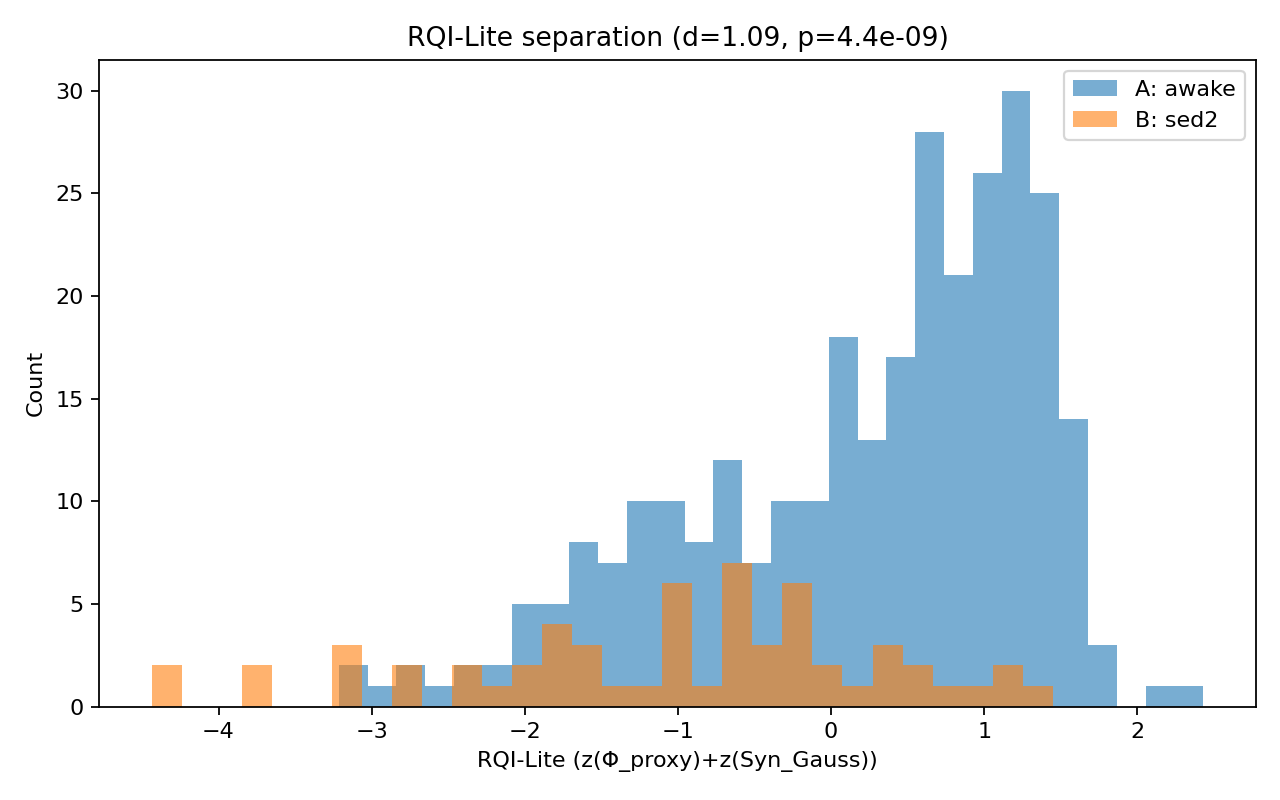 RQI-Lite separation (d=1.09, p=4.4e-09)
A: awake
B: sed2
30
25
20
15
10
5
0
Count
−4
−3
−2
−1
0
1
2
RQI-Lite (z(Φ_proxy)+z(Syn_Gauss))